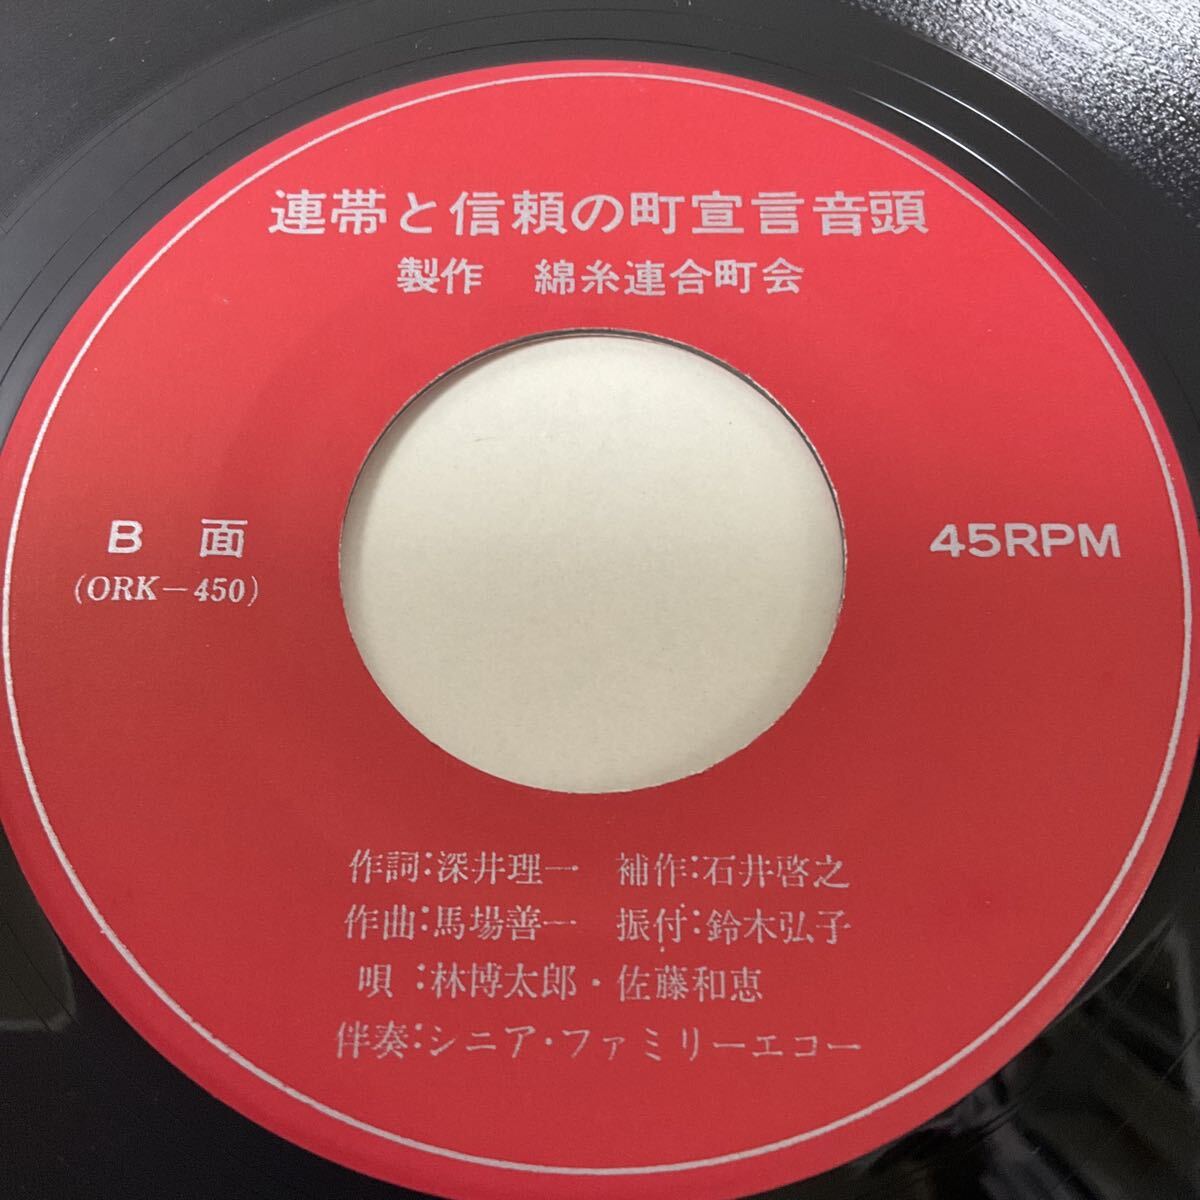 連帯と信頼の町宣言音頭
製作　綿糸連合町会
B　面
(ORK－450)
45RPM
作詞：深井理一　補作：石井啓之
作曲：馬場善一　振付：鈴木弘子
唄：林博太郎・佐藤和恵
伴奏：シニア・ファミリーエコー